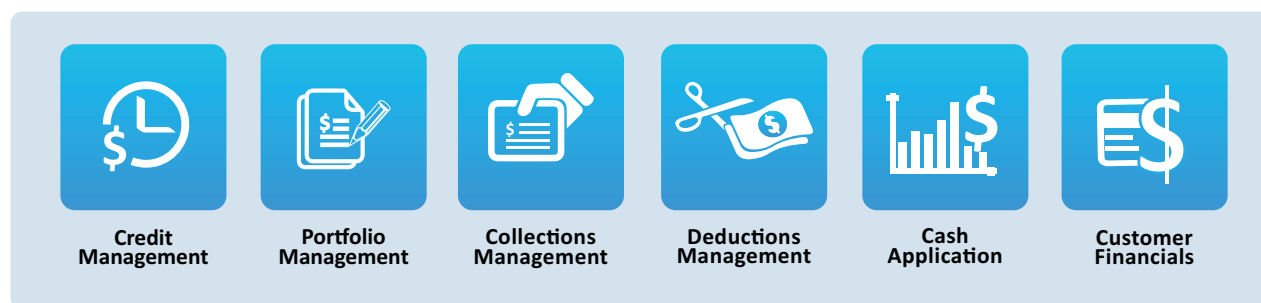 $
$
$
$
$
$
Credit
Management
Portfolio
Management
Collections
Management
Deductions
Management
Cash
Application
Customer
Financials